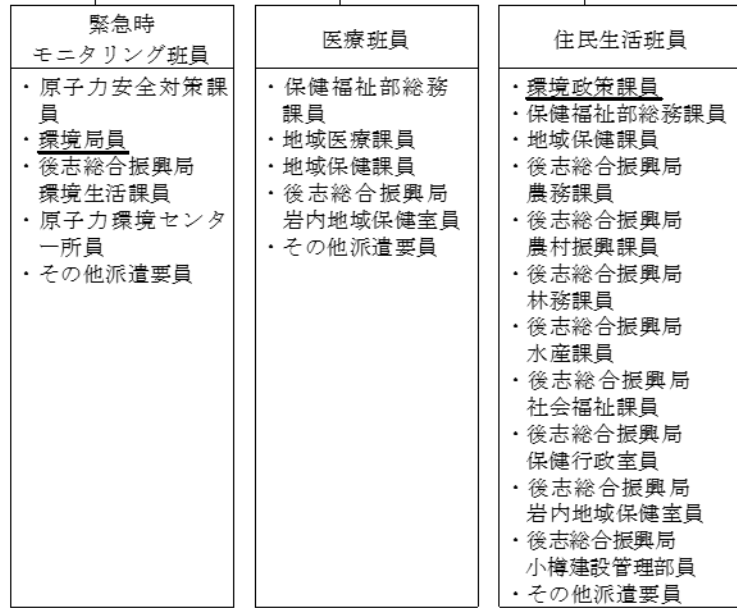 緊急時
モニタリング班員
・原子力安全対策課
員
・環境局員
・後志総合振興局
環境生活課員
・原子力環境センタ
ー所員
・その他派遣要員
医療班員
・保健福祉部総務
課員
・地域医療課員
・地域保健課員
・後志総合振興局
岩内地域保健室員
・その他派遣要員
住民生活班員
・環境政策課員
・保健福祉部総務課員
・地域保健課員
・後志総合振興局
農務課員
・後志総合振興局
農村振興課員
・後志総合振興局
林務課員
・後志総合振興局
水産課員
・後志総合振興局
社会福祉課員
・後志総合振興局
保健行政室員
・後志総合振興局
岩内地域保健室員
・後志総合振興局
小樽建設管理部員
・その他派遣要員